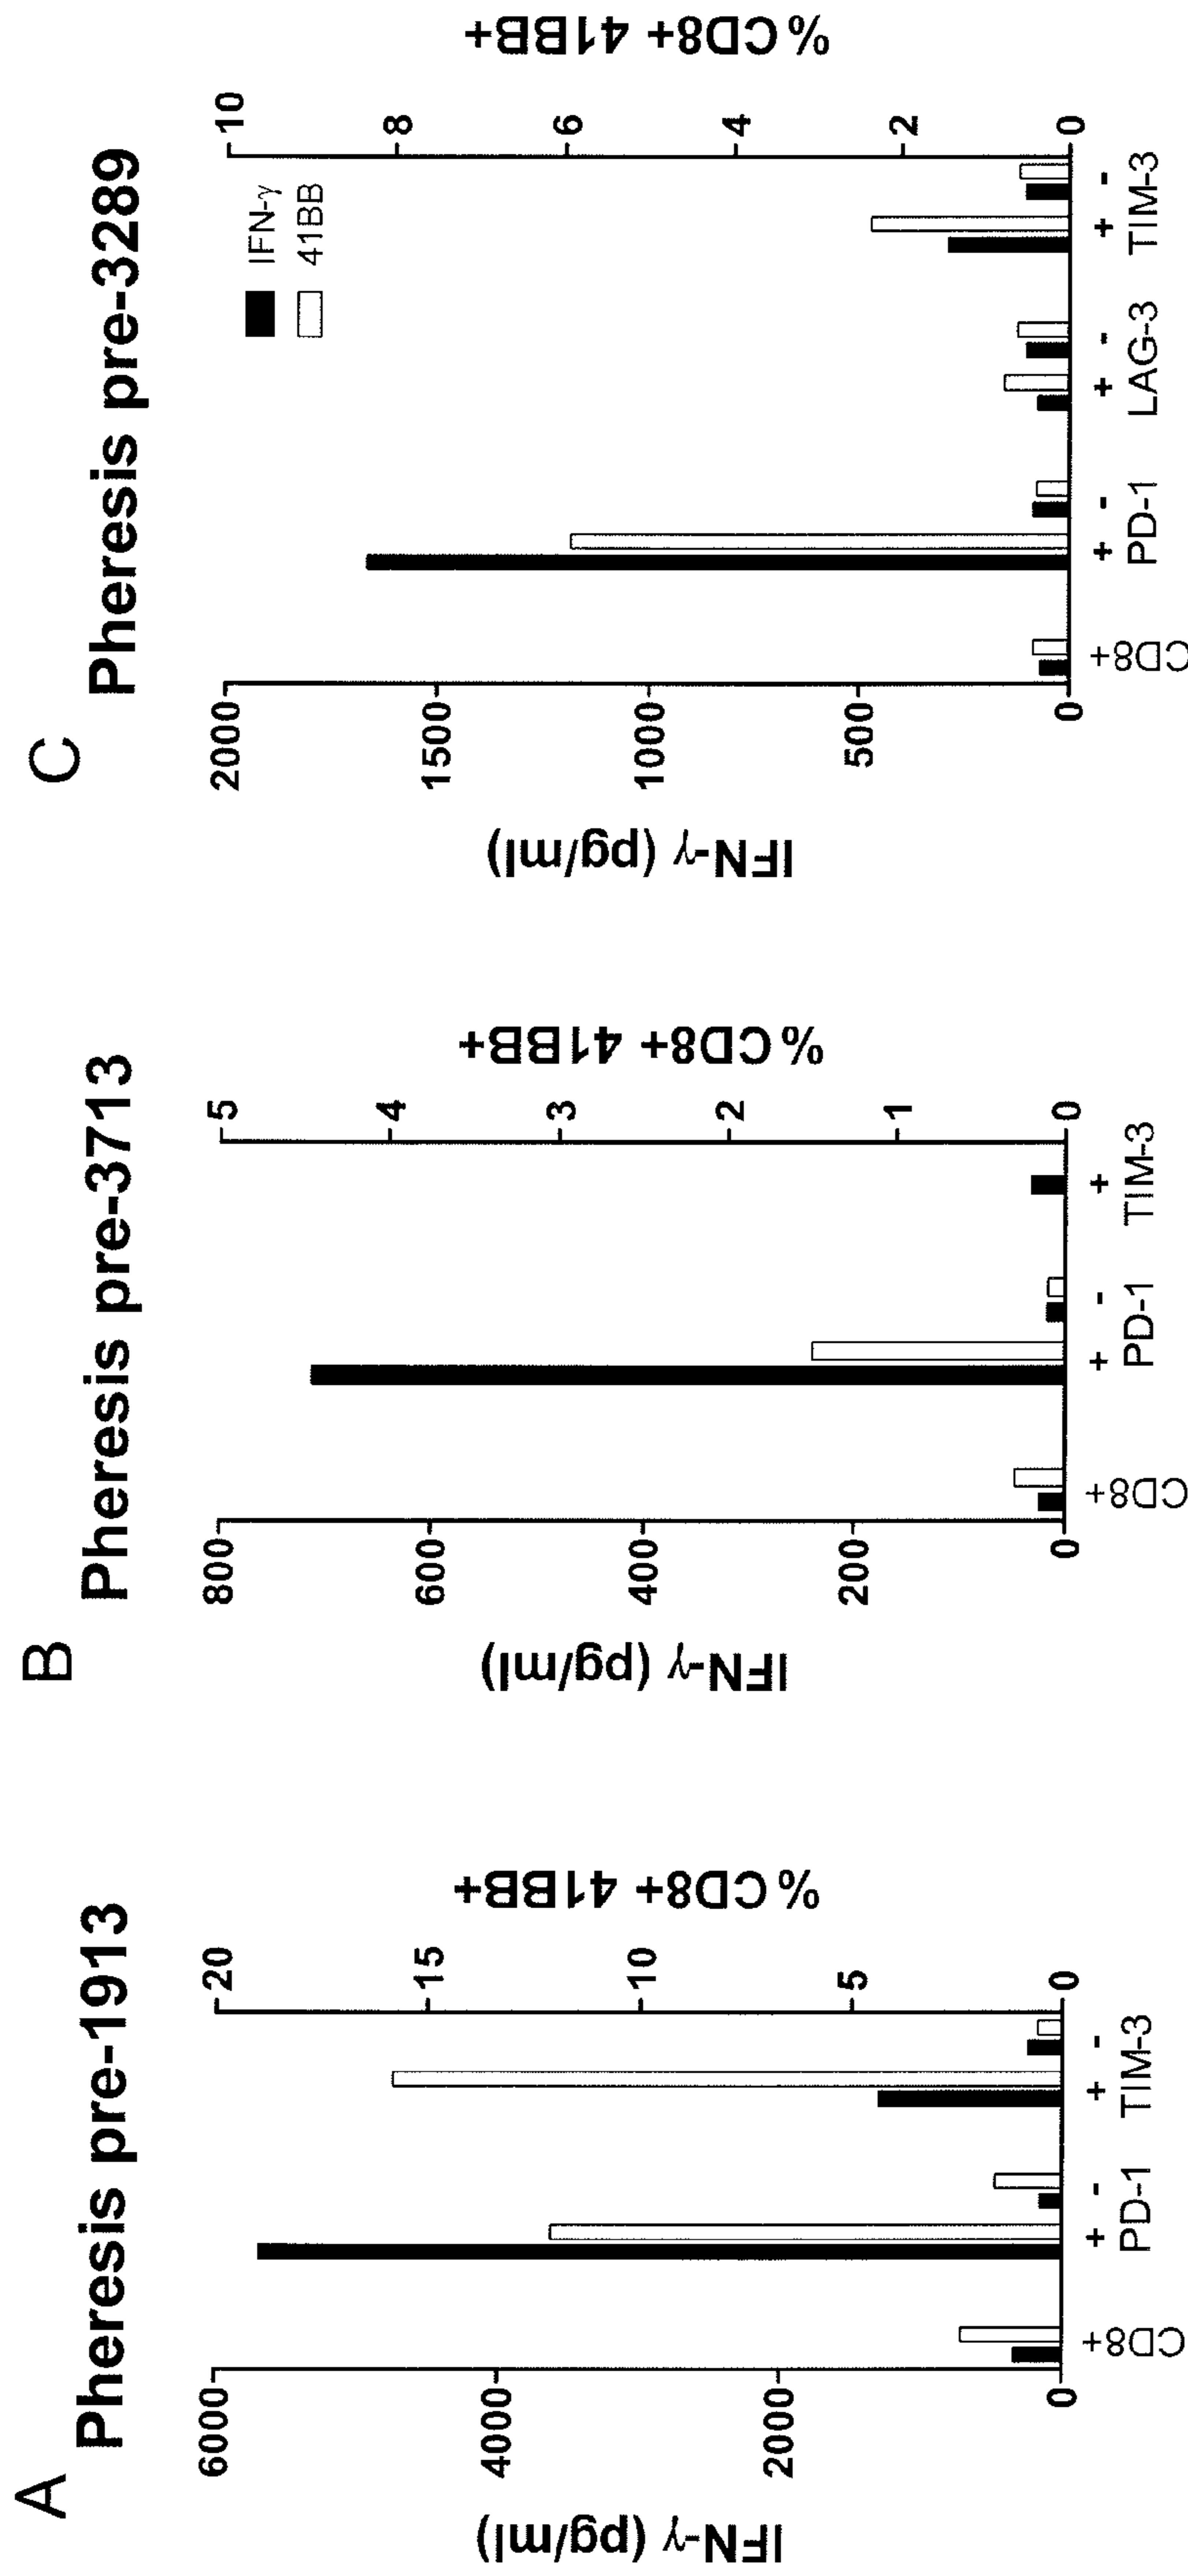 A
Pheresis pre-1913
IFN-γ (pg/ml)
6000
4000
2000
0
20
15
10
5
0
% CD8+ 41BB+
CD8+
+ - + -
PD-1 TIM-3
B
Pheresis pre-3713
IFN-γ (pg/ml)
800
600
400
200
0
5
4
3
2
1
0
% CD8+ 41BB+
CD8+
+ - +
PD-1 TIM-3
C
Pheresis pre-3289
IFN-γ (pg/ml)
2000
1500
1000
500
0
10
8
6
4
2
0
% CD8+ 41BB+
IFN-γ
41BB
CD8+
+ - + - + -
PD-1 LAG-3 TIM-3